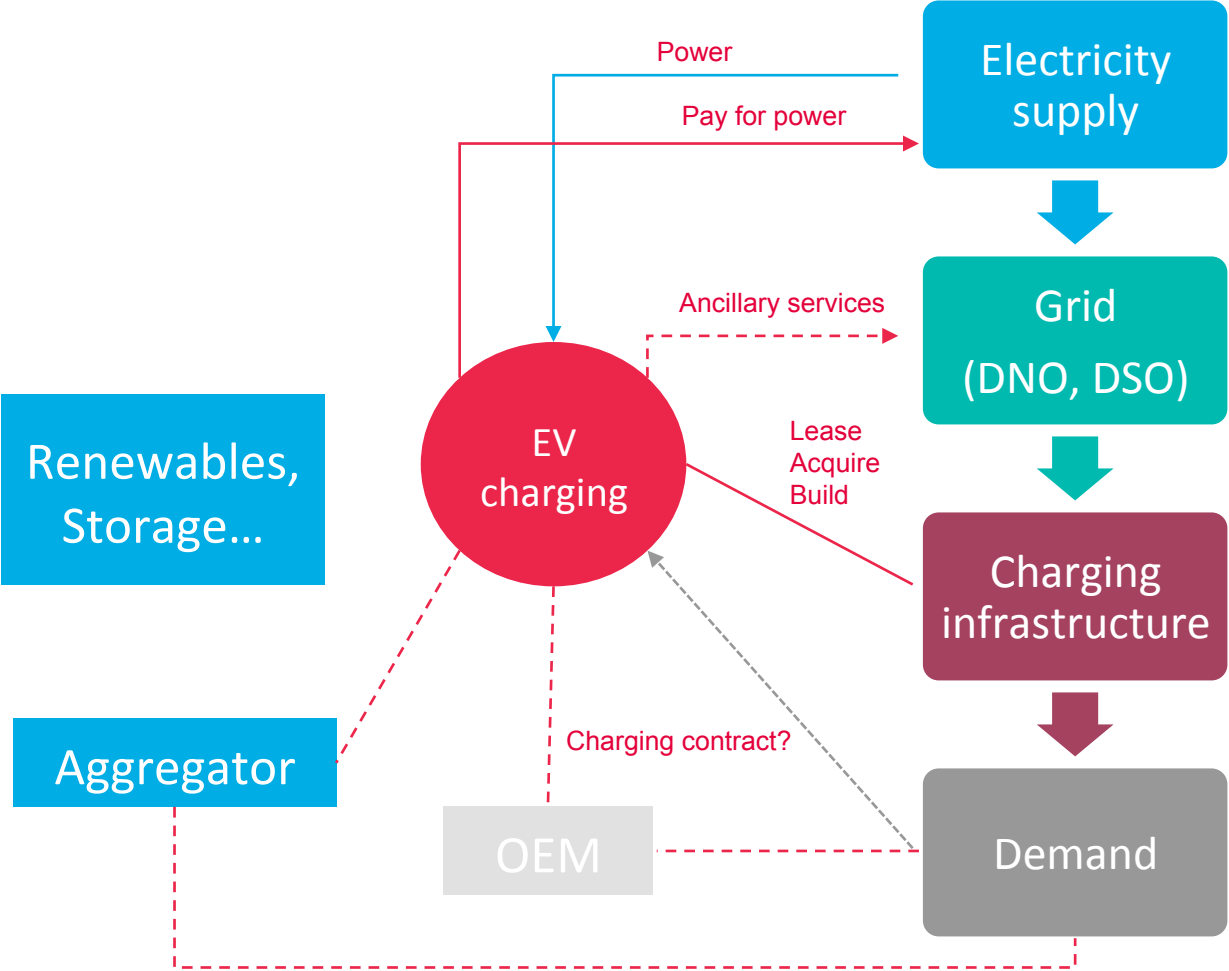 Power
Electricity
supply
Pay for power
Ancillary services
Grid
(DNO, DSO)
Renewables,
Storage…
EV
charging
Lease
Acquire
Build
Charging
infrastructure
Charging contract?
Aggregator
OEM
Demand